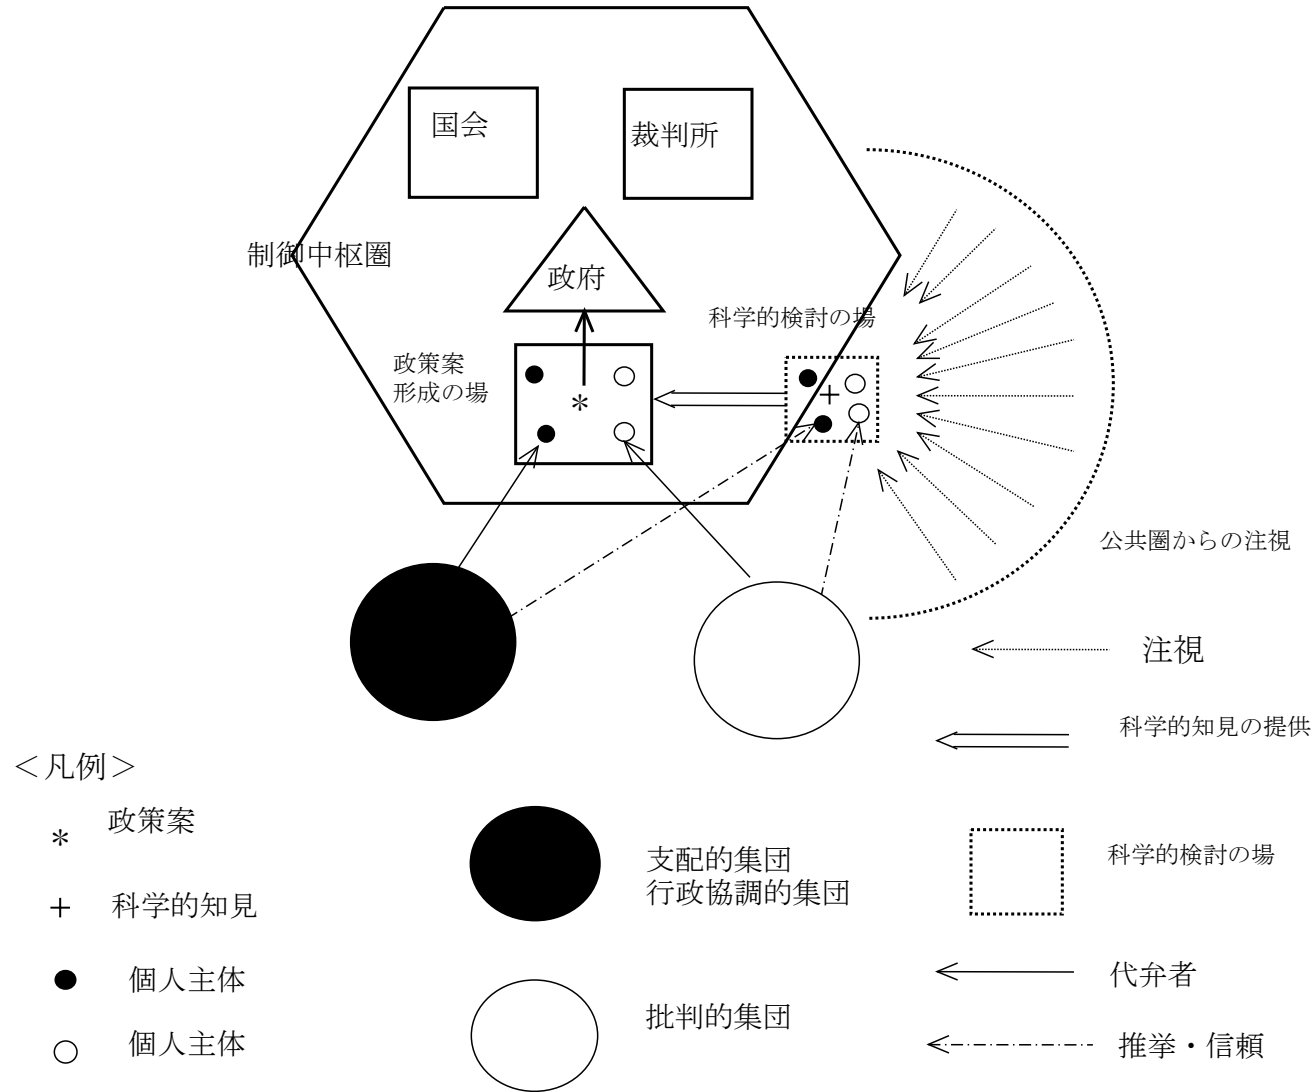 国会
裁判所
制御中枢圏
政府
科学的検討の場
政策案
形成の場
*
+
公共圏からの注視
注視
科学的知見の提供
<凡例>
* 政策案
支配的集団
行政協調的集団
科学的検討の場
+ 科学的知見
個人主体
代弁者
批判的集団
個人主体
推挙・信頼